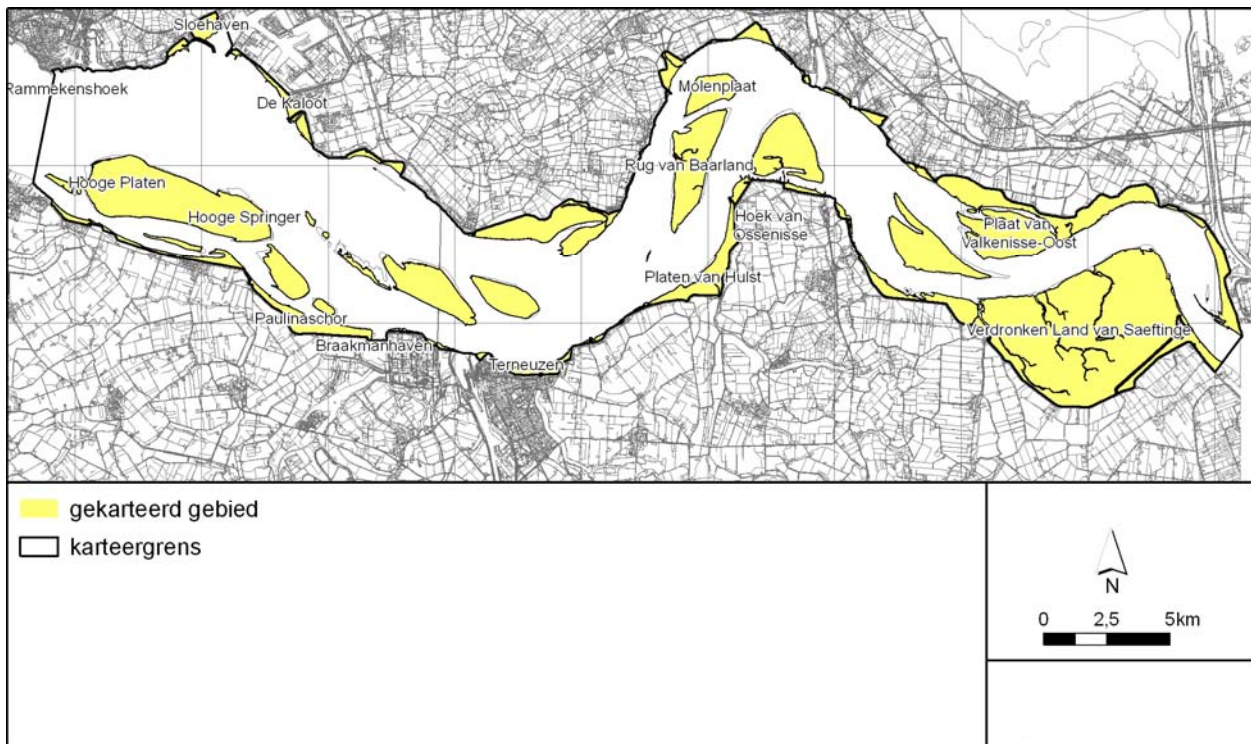 Sloehaven
Rammekenshoek
De Kaloot
Molenplaat
Rug van Baarland
Hooge Platen
Hooge Springer
Hoek van
Ossenisse
Plaat van
Valkenisse-Oost
Platen van Hulst
Paulinaschor
Braakmanhaven
Terneuzen
Verdronken Land van Saeftinge
gekarteerd gebied
karteergrens
N
0 2,5 5km